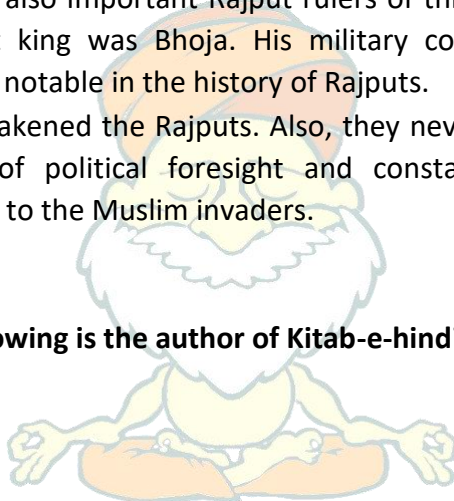 also important Rajput rulers of th
king was Bhoja. His military co
notable in the history of Rajputs.
akened the Rajputs. Also, they nev
of political foresight and consta
to the Muslim invaders.
owing is the author of Kitab-e-hind